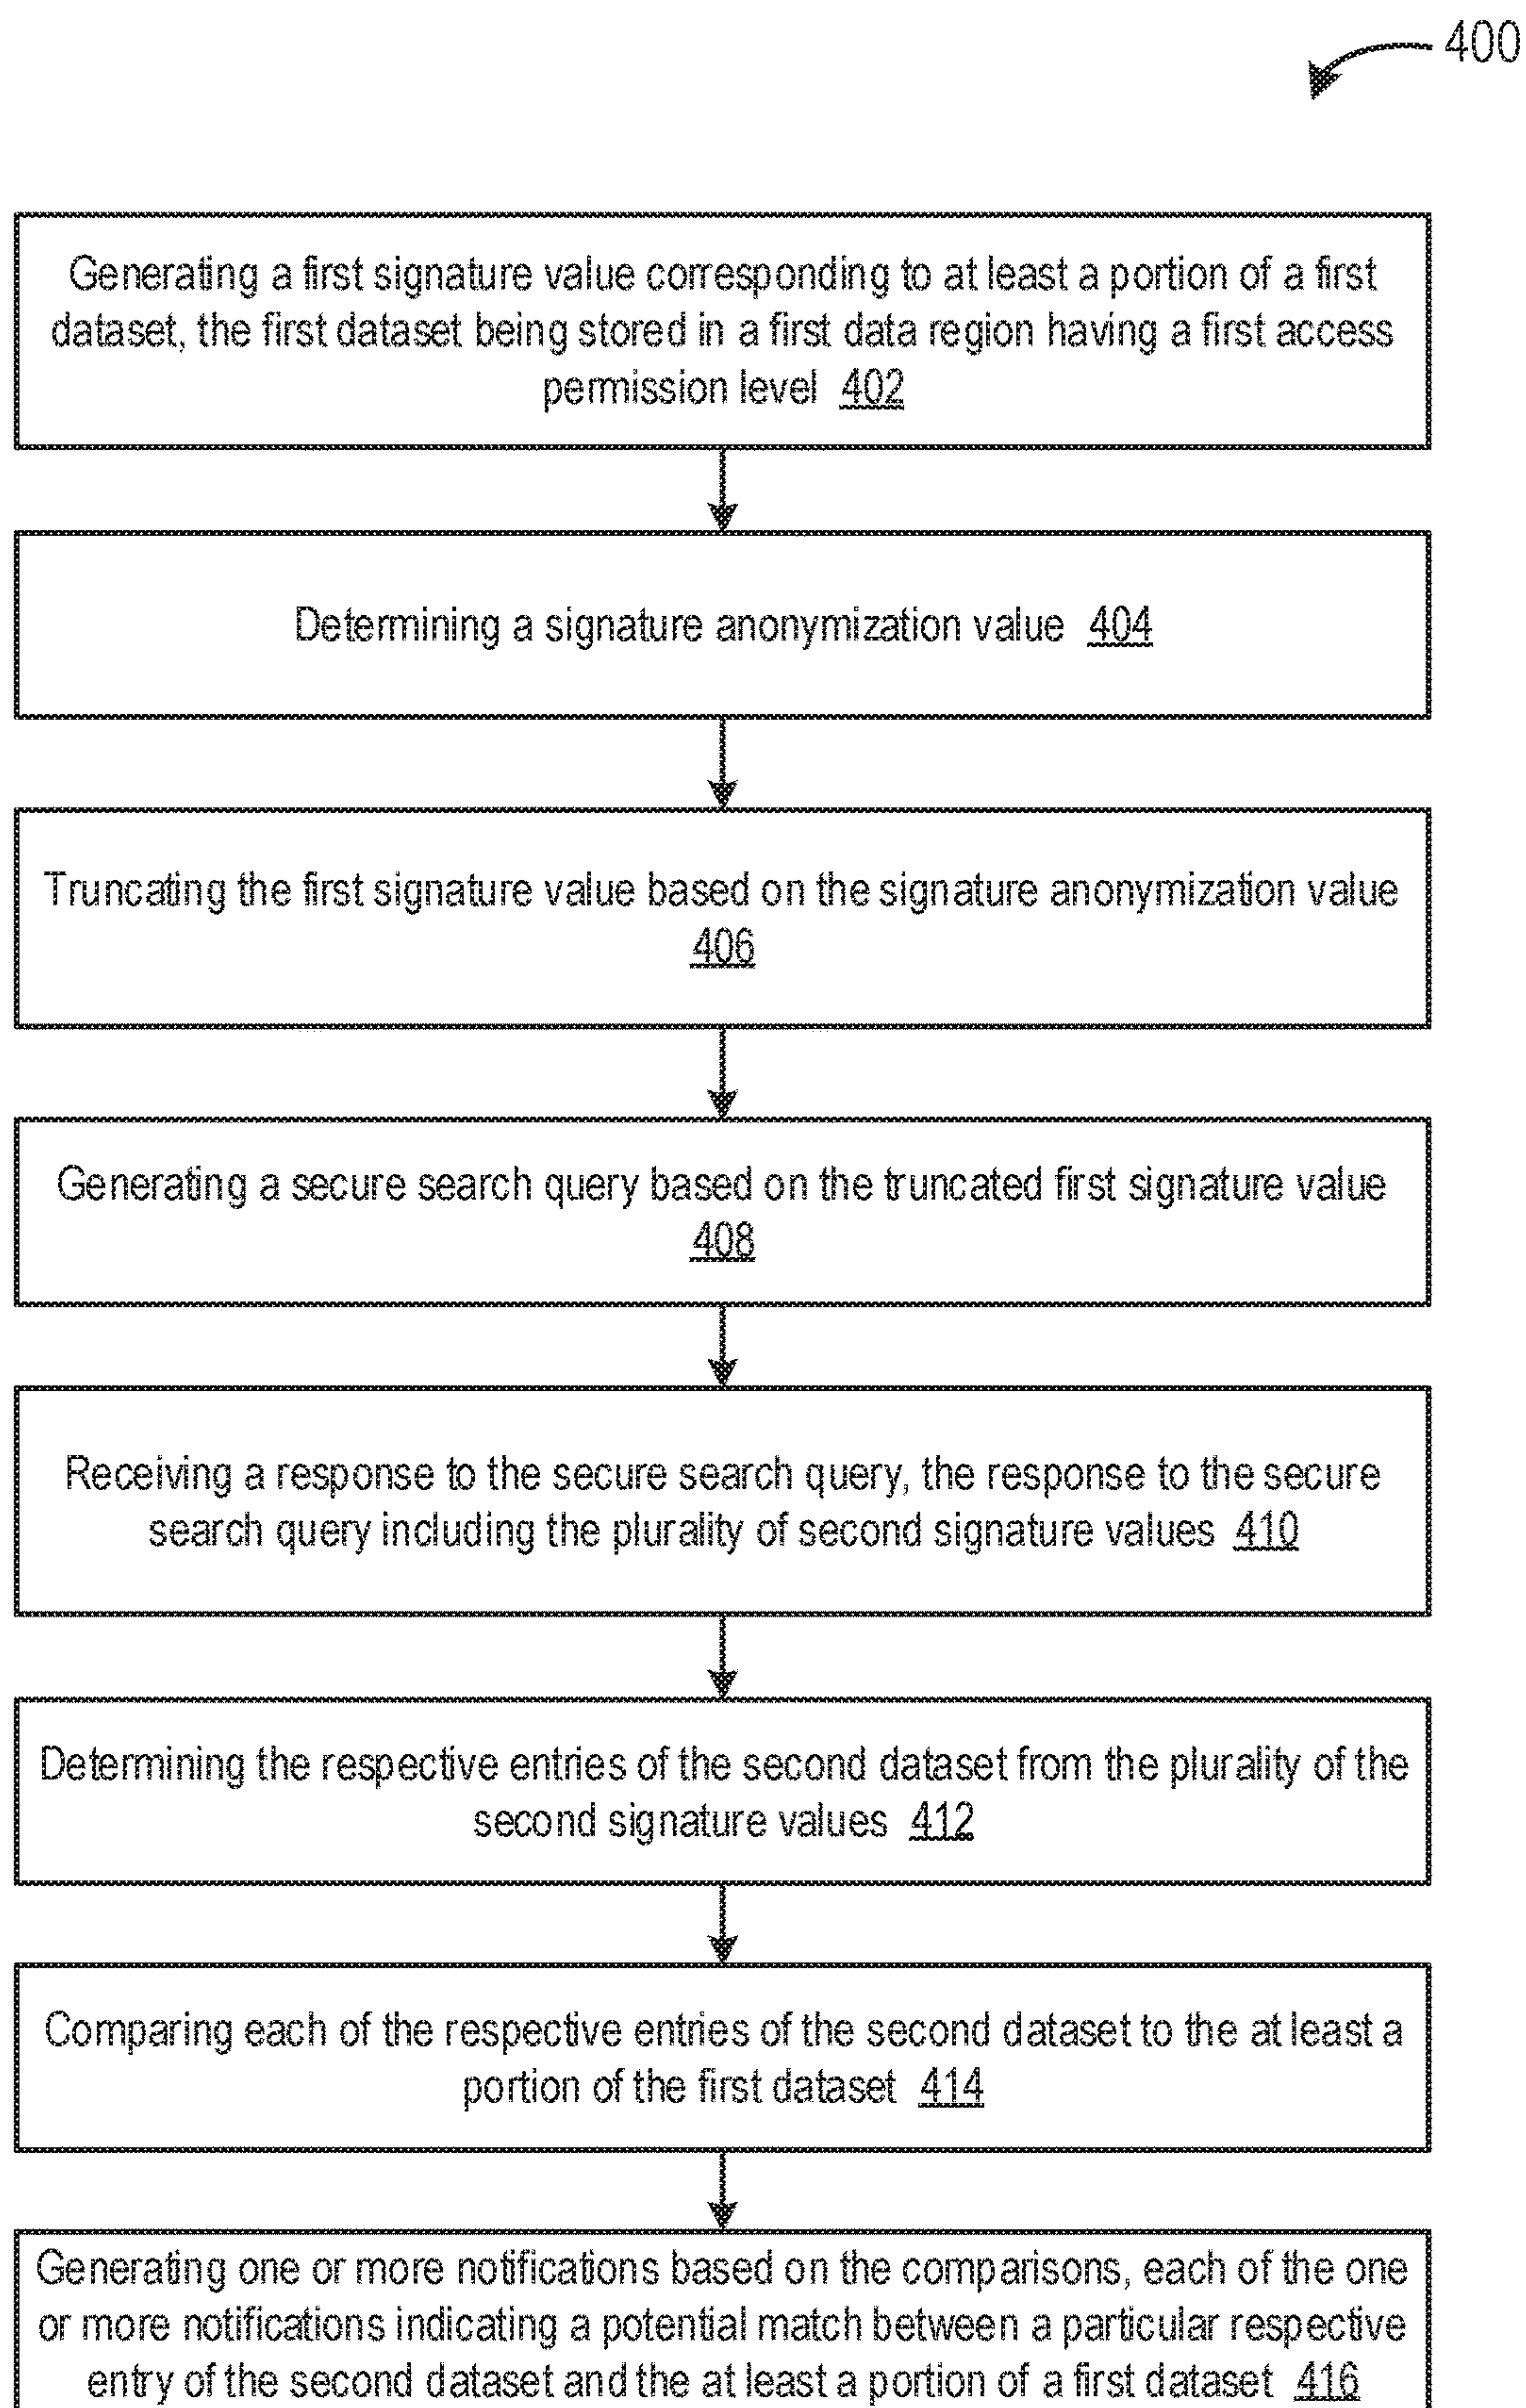 400
Generating a first signature value corresponding to at least a portion of a first
dataset, the first dataset being stored in a first data region having a first access
permission level 402
Determining a signature anonymization value 404
Truncating the first signature value based on the signature anonymization value
406
Generating a secure search query based on the truncated first signature value
408
Receiving a response to the secure search query, the response to the secure
search query including the plurality of second signature values 410
Determining the respective entries of the second dataset from the plurality of the
second signature values 412
Comparing each of the respective entries of the second dataset to the at least a
portion of the first dataset 414
Generating one or more notifications based on the comparisons, each of the one
or more notifications indicating a potential match between a particular respective
entry of the second dataset and the at least a portion of a first dataset 416